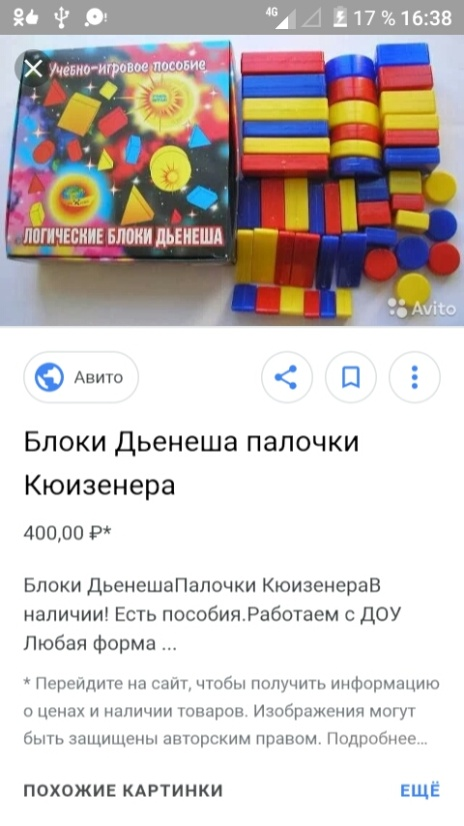 4G 17 % 16:38
Учебно-игровое пособие
ЛОГИЧЕСКИЕ БЛОКИ ДЬЕНЕША
Avito
Авито
Блоки Дьенеша палочки
Кюизенера
400,00 ₽*
Блоки ДьенешаПалочки КюизенераВ
наличии! Есть пособия.Работаем с ДОУ
Любая форма ...
* Перейдите на сайт, чтобы получить информацию
о ценах и наличии товаров. Изображения могут
быть защищены авторским правом. Подробнее...
ПОХОЖИЕ КАРТИНКИ ЕЩЁ